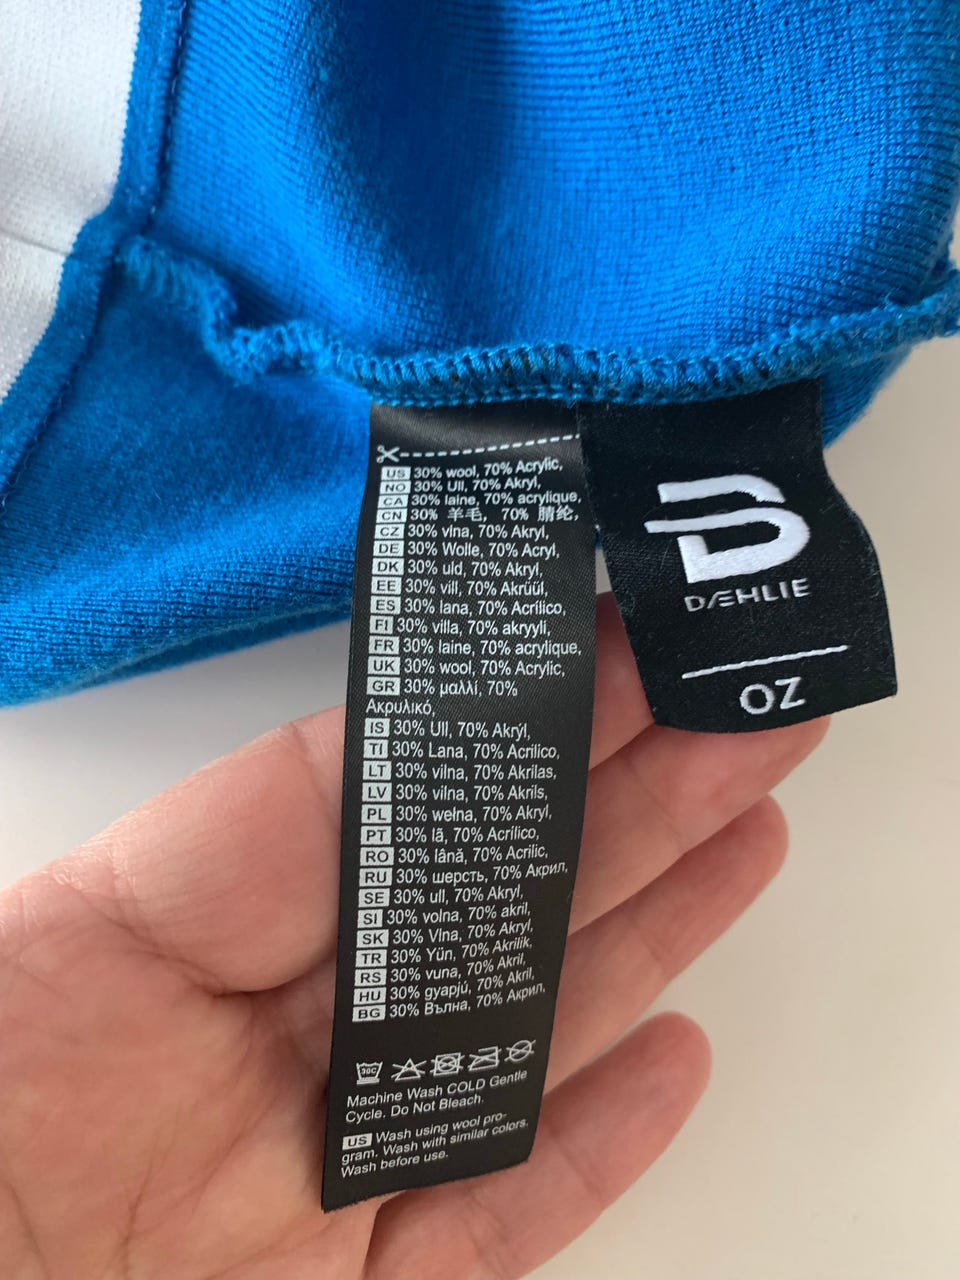 US 30% wool, 70% Acrylic,
NO 30% Ull, 70% Akryl,
CA 30% laine, 70% acrylique,
CN 30% 羊毛, 70% 腈纶,
CZ 30% vlna, 70% Akryl,
DE 30% Wolle, 70% Acryl,
DK 30% uld, 70% Akryl,
EE 30% vill, 70% Akrüül,
ES 30% lana, 70% Acrílico,
FI 30% villa, 70% akryyli,
FR 30% laine, 70% acrylique,
UK 30% wool, 70% Acrylic,
GR 30% μαλλί, 70%
Ακρυλικό,
IS 30% Ull, 70% Akrýl,
TI 30% Lana, 70% Acrilico,
LT 30% vilna, 70% Akrilas,
LV 30% vilna, 70% Akrils,
PL 30% wełna, 70% Akryl,
PT 30% lã, 70% Acrílico,
RO 30% lână, 70% Acrilic,
RU 30% шерсть, 70% Акрил,
SE 30% ull, 70% Akryl,
SI 30% volna, 70% akril,
SK 30% Vlna, 70% Akryl,
TR 30% Yün, 70% Akrilik,
RS 30% vuna, 70% Akril,
HU 30% gyapjú, 70% Akril,
BG 30% Вълна, 70% Акрил,
30C
Machine Wash COLD Gentle
Cycle. Do Not Bleach.
US Wash using wool pro-
gram. Wash with similar colors.
Wash before use.
DÆHLIE
OZ